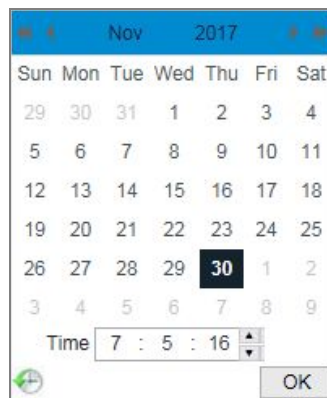 Nov 2017
Sun Mon Tue Wed Thu Fri Sat
29 30 31 1 2 3 4
5 6 7 8 9 10 11
12 13 14 15 16 17 18
19 20 21 22 23 24 25
26 27 28 29 30 1 2
3 4 5 6 7 8 9
Time 7 : 5 : 16
OK